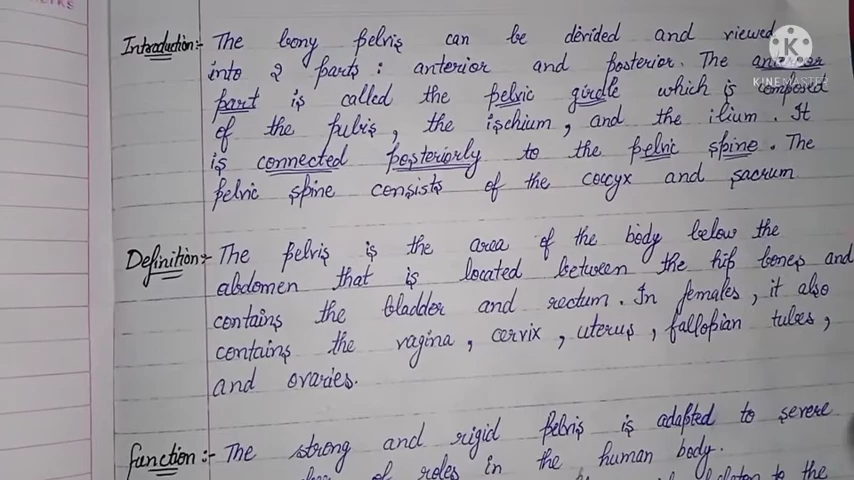 Introduction:- The bony pelvis can be devided and viewed
into 2 parts : anterior and posterior. The anterior
part is called the pelvic girdle which is composed
of the pubis, the ischium, and the ilium. It
is connected posteriorly to the pelvic spine. The
pelvic spine consists of the coccyx and sacrum
Definition:- The pelvis is the area of the body below the
abdomen that is located between the hip bones and
contains the bladder and rectum. In females, it also
contains the vagina, cervix, uterus, fallopian tubes,
and ovaries.
function:- The strong and rigid pelvis is adapted to severe
of roles in the human body.
to the
K
KINEMASTER